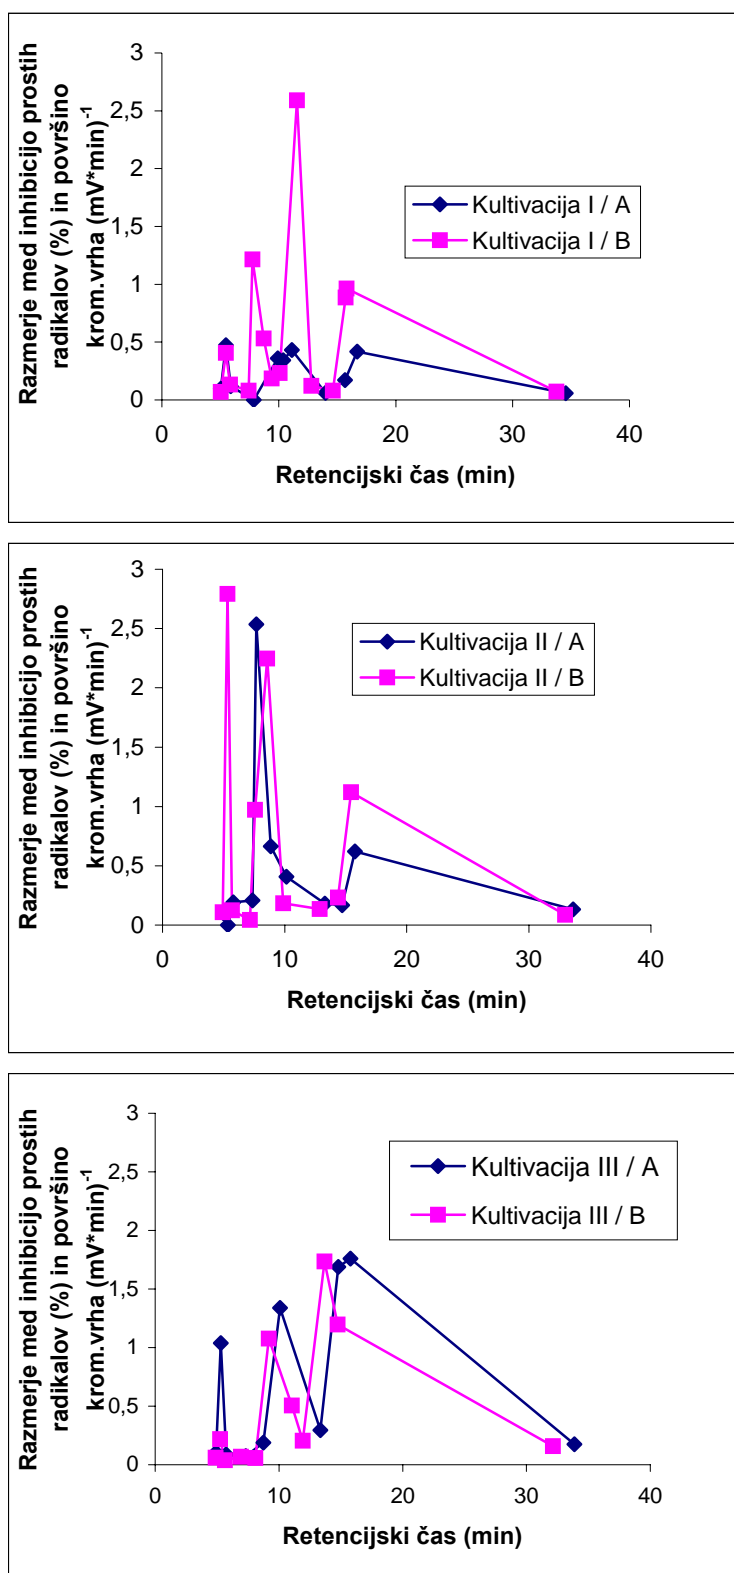 Razmerje med inhibicijo prostih
radikalov (%) in površino
krom.vrha (mV*min)⁻¹
3
2,5
2
1,5
1
0,5
0
0 10 20 30 40
Retencijski čas (min)
Kultivacija I / A
Kultivacija I / B
Razmerje med inhibicijo prostih
radikalov (%) in površino
krom.vrha (mV*min)⁻¹
3
2,5
2
1,5
1
0,5
0
0 10 20 30 40
Retencijski čas (min)
Kultivacija II / A
Kultivacija II / B
Razmerje med inhibicijo prostih
radikalov (%) in površino
krom.vrha (mV*min)⁻¹
3
2,5
2
1,5
1
0,5
0
0 10 20 30 40
Retencijski čas (min)
Kultivacija III / A
Kultivacija III / B